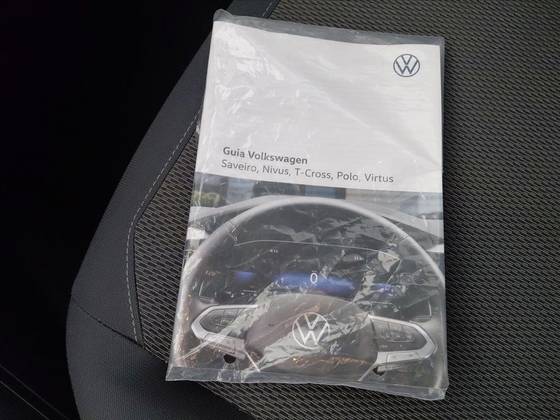 Guia Volkswagen
Saveiro, Nivus, T-Cross, Polo, Virtus